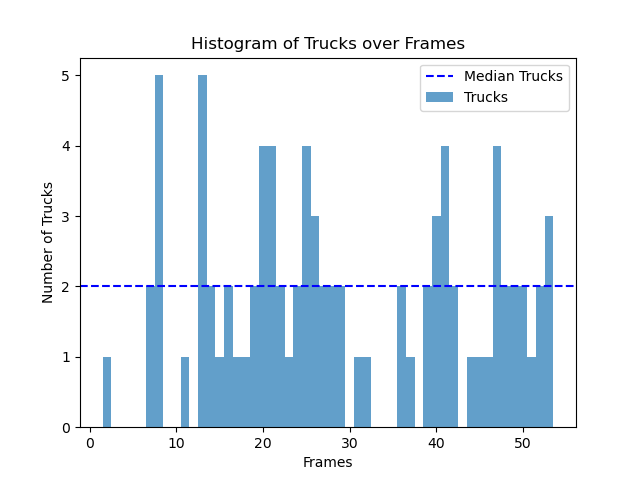 Histogram of Trucks over Frames
Median Trucks
Trucks
5
4
3
2
1
0
Number of Trucks
0 10 20 30 40 50
Frames